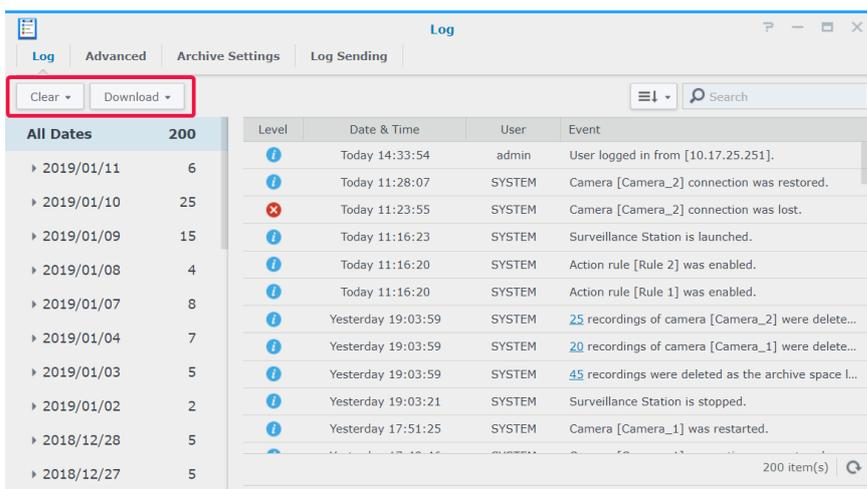 Log
Log Advanced Archive Settings Log Sending
Clear Download Search
All Dates 200
2019/01/11 6
2019/01/10 25
2019/01/09 15
2019/01/08 4
2019/01/07 8
2019/01/04 7
2019/01/03 5
2019/01/02 2
2018/12/28 5
2018/12/27 5
Level Date & Time User Event
Today 14:33:54 admin User logged in from [10.17.25.251].
Today 11:28:07 SYSTEM Camera [Camera_2] connection was restored.
Today 11:23:55 SYSTEM Camera [Camera_2] connection was lost.
Today 11:16:23 SYSTEM Surveillance Station is launched.
Today 11:16:20 SYSTEM Action rule [Rule 2] was enabled.
Today 11:16:20 SYSTEM Action rule [Rule 1] was enabled.
Yesterday 19:03:59 SYSTEM 25 recordings of camera [Camera_2] were delete...
Yesterday 19:03:59 SYSTEM 20 recordings of camera [Camera_1] were delete...
Yesterday 19:03:59 SYSTEM 45 recordings were deleted as the archive space l...
Yesterday 19:03:21 SYSTEM Surveillance Station is stopped.
Yesterday 17:51:25 SYSTEM Camera [Camera_1] was restarted.
200 item(s)